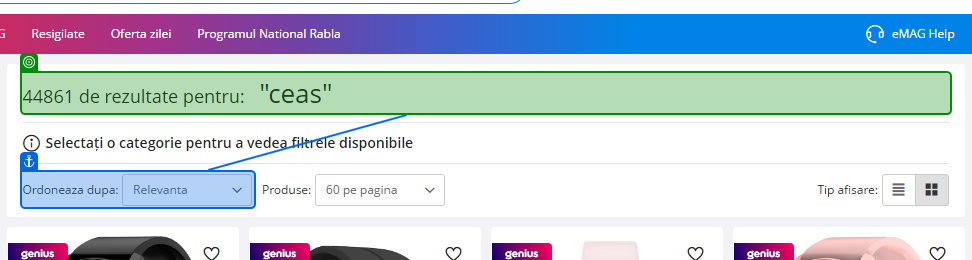 G Resigilate Oferta zilei Programul National Rabla eMAG Help
44861 de rezultate pentru: "ceas"
Selectați o categorie pentru a vedea filtrele disponibile
Ordoneaza dupa: Relevanta Produse: 60 pe pagina Tip afisare:
genius genius genius genius